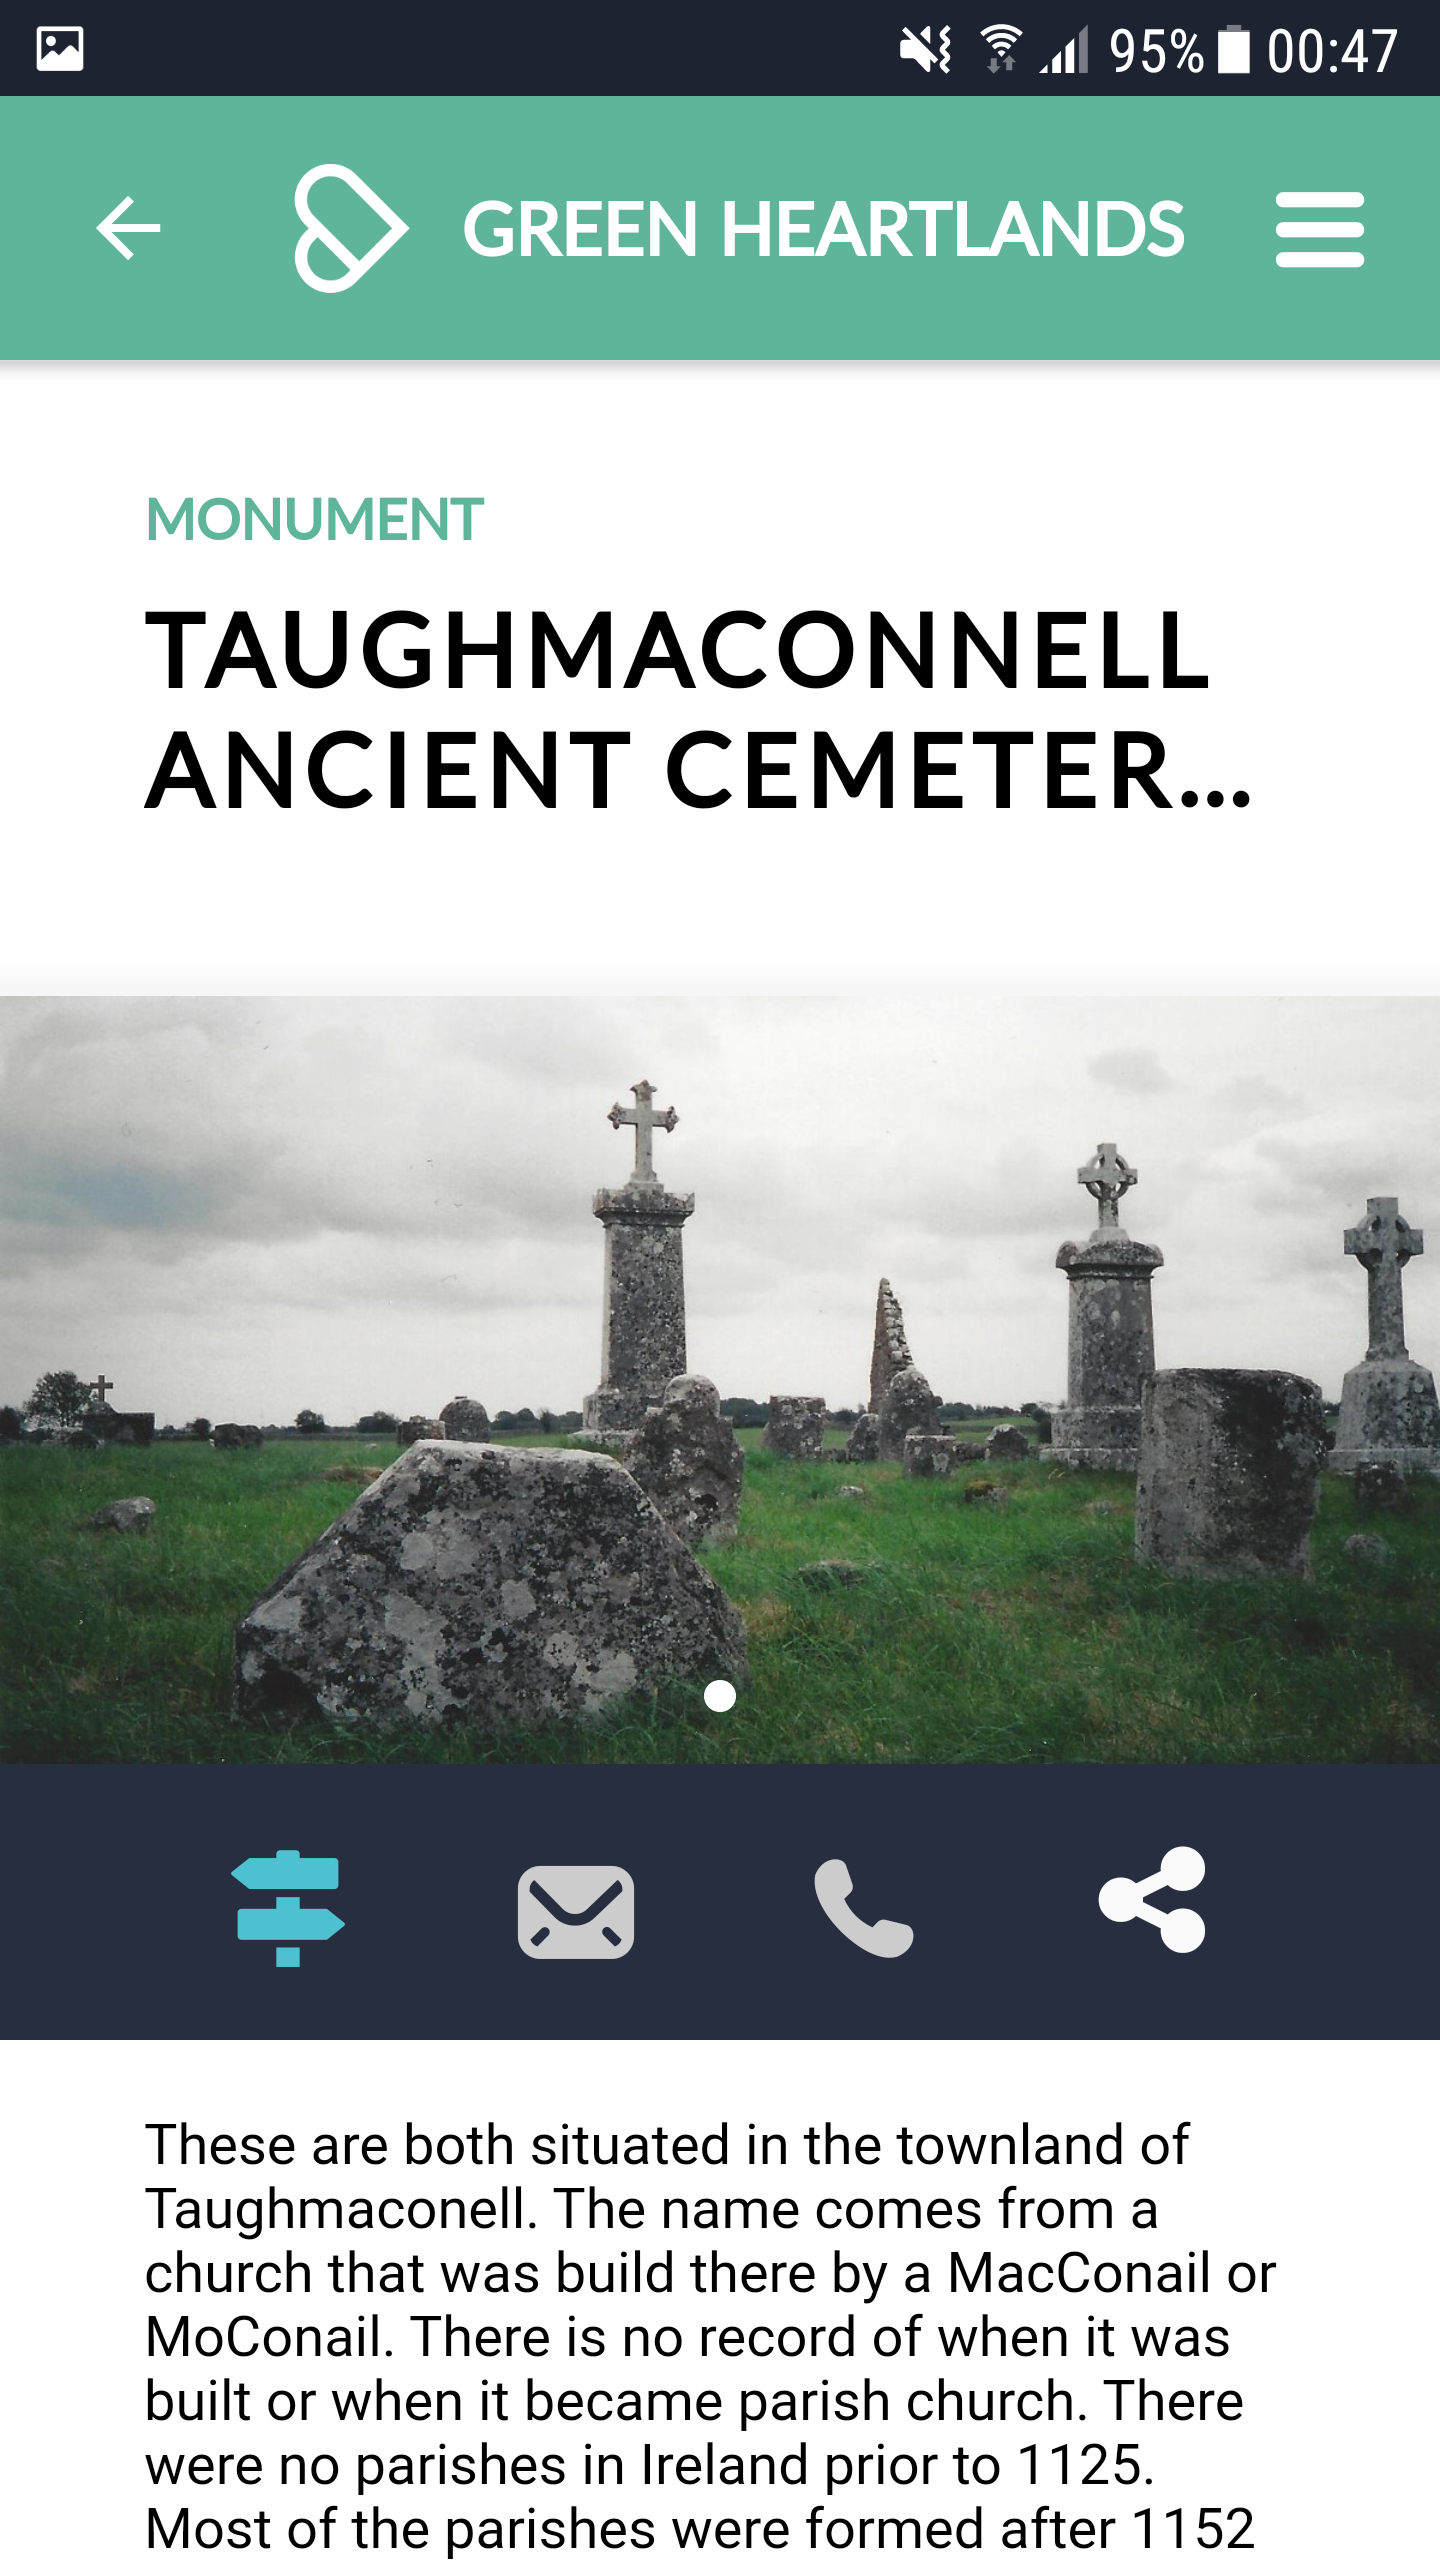 95% 00:47
GREEN HEARTLANDS
MONUMENT
TAUGHMACONNELL
ANCIENT CEMETER...
These are both situated in the townland of
Taughmaconell. The name comes from a
church that was build there by a MacConail or
MoConail. There is no record of when it was
built or when it became parish church. There
were no parishes in Ireland prior to 1125.
Most of the parishes were formed after 1152